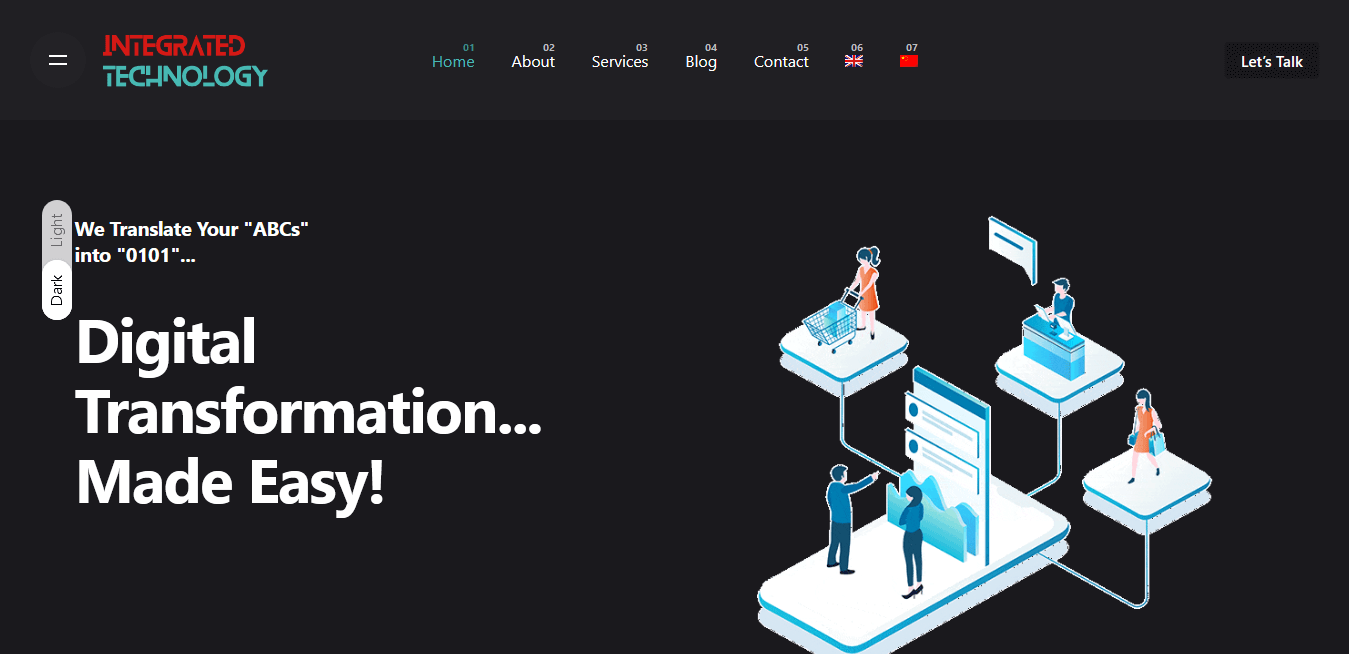 INTEGRATED
TECHNOLOGY
01
Home
02
About
03
Services
04
Blog
05
Contact
06
07
Let's Talk
Light
Dark
We Translate Your "ABCs"
into "0101"...
Digital
Transformation...
Made Easy!